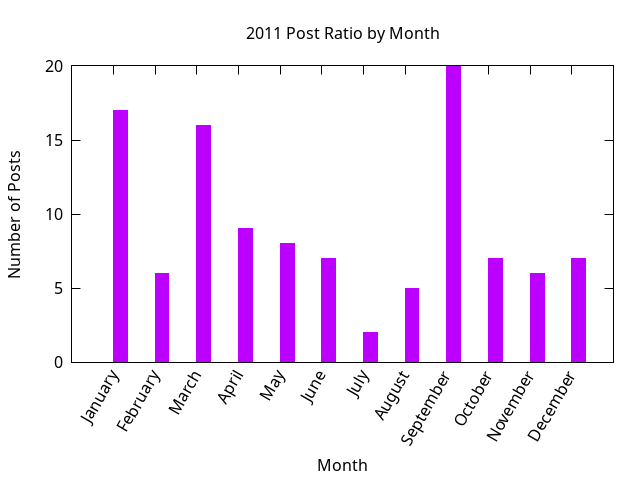 2011 Post Ratio by Month
20
15
10
5
0
Number of Posts
January
February
March
April
May
June
July
August
September
October
November
December
Month